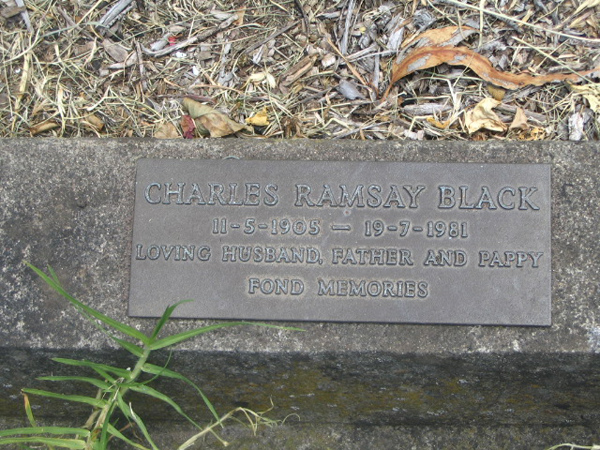 CHARLES RAMSAY BLACK
11-5-1905 — 19-7-1981
LOVING HUSBAND, FATHER AND PAPPY
FOND MEMORIES